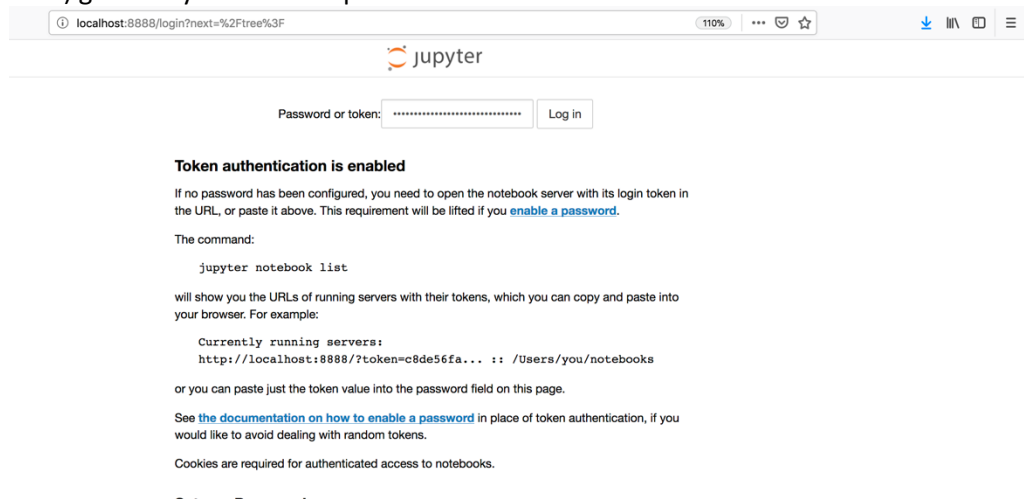 localhost:8888/login?next=%2Ftree%3F
110%
jupyter
Password or token:
Log in
Token authentication is enabled
If no password has been configured, you need to open the notebook server with its login token in
the URL, or paste it above. This requirement will be lifted if you enable a password.
The command:
jupyter notebook list
will show you the URLs of running servers with their tokens, which you can copy and paste into
your browser. For example:
Currently running servers:
http://localhost:8888/?token=c8de56fa... :: /Users/you/notebooks
or you can paste just the token value into the password field on this page.
See the documentation on how to enable a password in place of token authentication, if you
would like to avoid dealing with random tokens.
Cookies are required for authenticated access to notebooks.